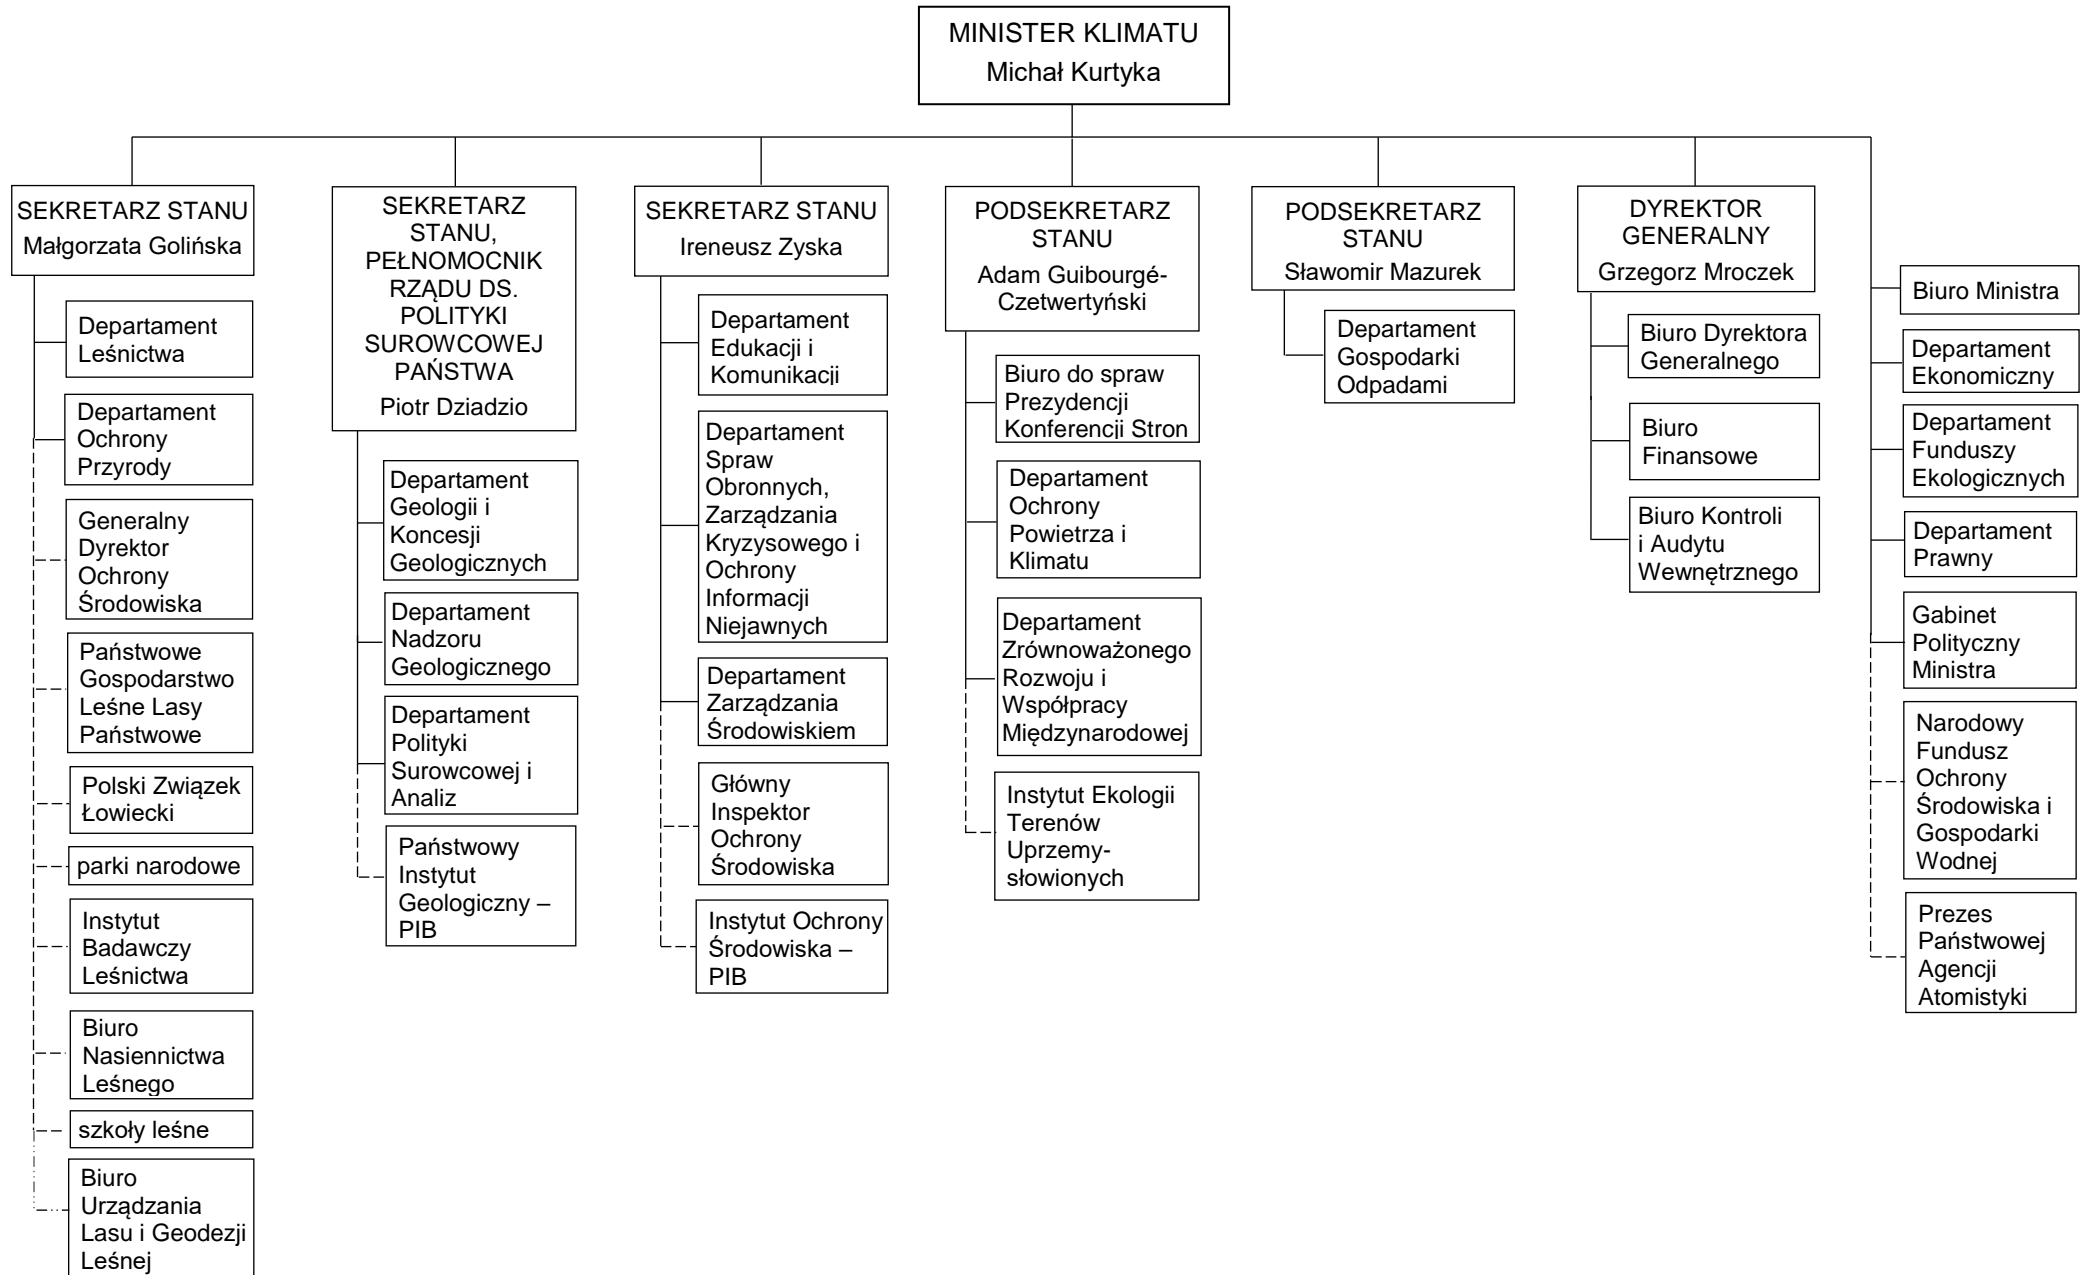 MINISTER KLIMATU
Michał Kurtyka
SEKRETARZ STANU
Małgorzata Golińska
Departament
Leśnictwa
Departament
Ochrony
Przyrody
Generalny
Dyrektor
Ochrony
Środowiska
Państwowe
Gospodarstwo
Leśne Lasy
Państwowe
Polski Związek
Łowiecki
parki narodowe
Instytut
Badawczy
Leśnictwa
Biuro
Nasiennictwa
Leśnego
szkoły leśne
Biuro
Urządzania
Lasu i Geodezji
Leśnej
SEKRETARZ
STANU,
PEŁNOMOCNIK
RZĄDU DS.
POLITYKI
SUROWCOWEJ
PAŃSTWA
Piotr Dziadzio
Departament
Geologii i
Koncesji
Geologicznych
Departament
Nadzoru
Geologicznego
Departament
Polityki
Surowcowej i
Analiz
Państwowy
Instytut
Geologiczny –
PIB
SEKRETARZ STANU
Ireneusz Zyska
Departament
Edukacji i
Komunikacji
Departament
Spraw
Obronnych,
Zarządzania
Kryzysowego i
Ochrony
Informacji
Niejawnych
Departament
Zarządzania
Środowiskiem
Główny
Inspektor
Ochrony
Środowiska
Instytut Ochrony
Środowiska –
PIB
PODSEKRETARZ
STANU
Adam Guibourgé-
Czetwertyński
Biuro do spraw
Prezydencji
Konferencji Stron
Departament
Ochrony
Powietrza i
Klimatu
Departament
Zrównoważonego
Rozwoju i
Współpracy
Międzynarodowej
Instytut Ekologii
Terenów
Uprzemy-
słowionych
PODSEKRETARZ
STANU
Sławomir Mazurek
Departament
Gospodarki
Odpadami
DYREKTOR
GENERALNY
Grzegorz Mroczek
Biuro Dyrektora
Generalnego
Biuro
Finansowe
Biuro Kontroli
i Audytu
Wewnętrznego
Biuro Ministra
Departament
Ekonomiczny
Departament
Funduszy
Ekologicznych
Departament
Prawny
Gabinet
Polityczny
Ministra
Narodowy
Fundusz
Ochrony
Środowiska i
Gospodarki
Wodnej
Prezes
Państwowej
Agencji
Atomistyki